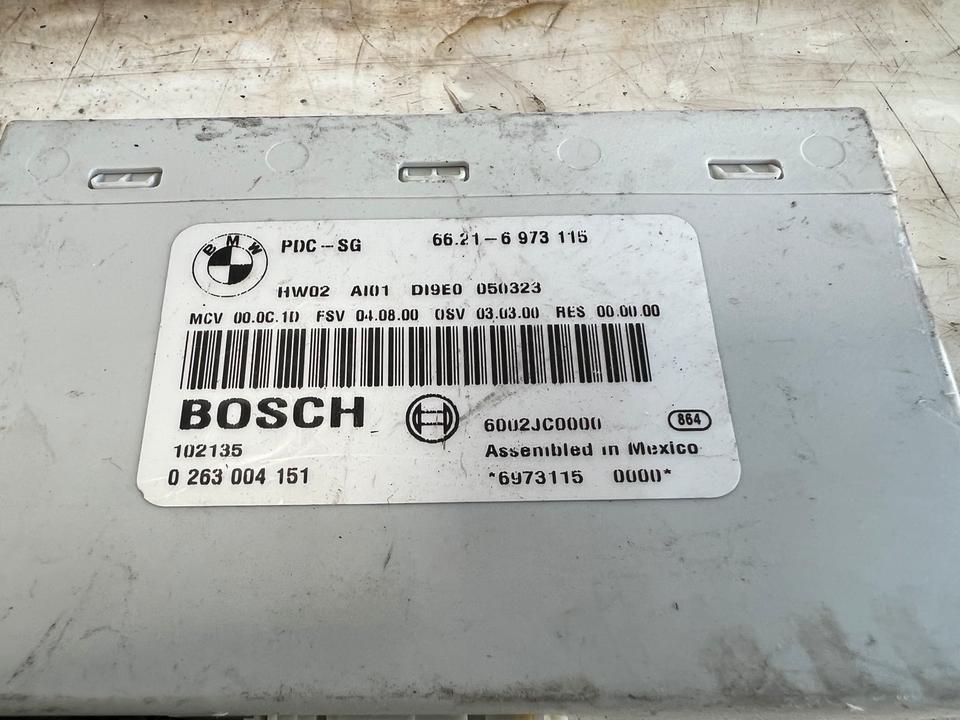 BMW
PDC-SG 66.21-6 973 115
HW02 AI01 DI9E0 050323
MCV 00.0C.10 FSV 04.08.00 OSV 03.03.00 RES 00.00.00
BOSCH
6002JC0000 864
102135 Assembled in Mexico
0 263 004 151 *6973115 0000*